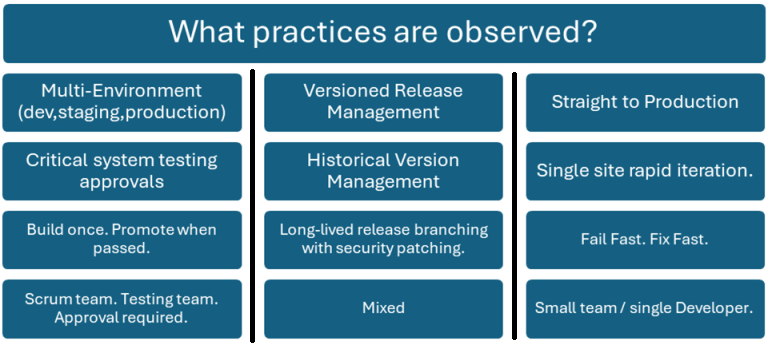 What practices are observed?
Multi-Environment
(dev,staging,production)
Critical system testing
approvals
Build once. Promote when
passed.
Scrum team. Testing team.
Approval required.
Versioned Release
Management
Historical Version
Management
Long-lived release branching
with security patching.
Mixed
Straight to Production
Single site rapid iteration.
Fail Fast. Fix Fast.
Small team / single Developer.